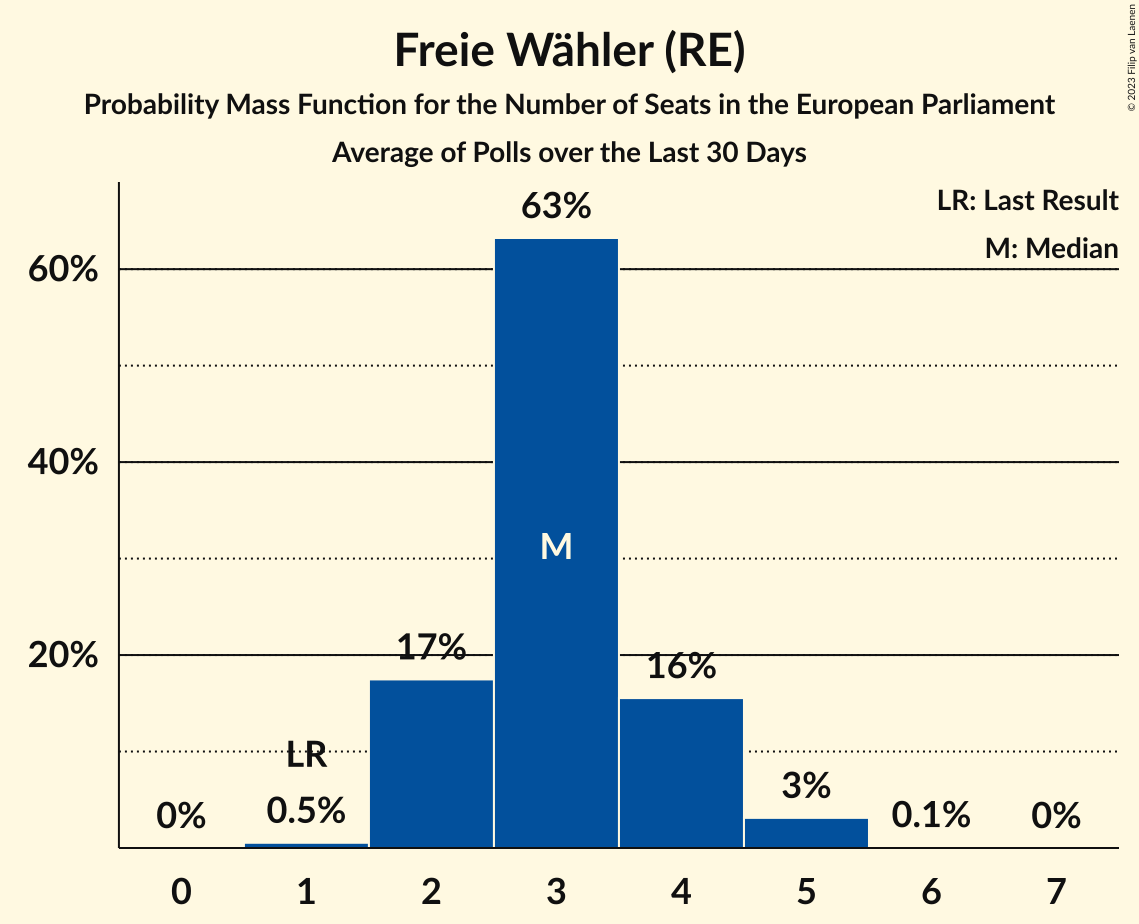 Freie Wähler (RE)
Probability Mass Function for the Number of Seats in the European Parliament
Average of Polls over the Last 30 Days
© 2023 Filip van Laenen
LR: Last Result
M: Median
63%
60%
40%
M
20%
17%
16%
LR
0% 0.5% 3% 0.1% 0%
0 1 2 3 4 5 6 7